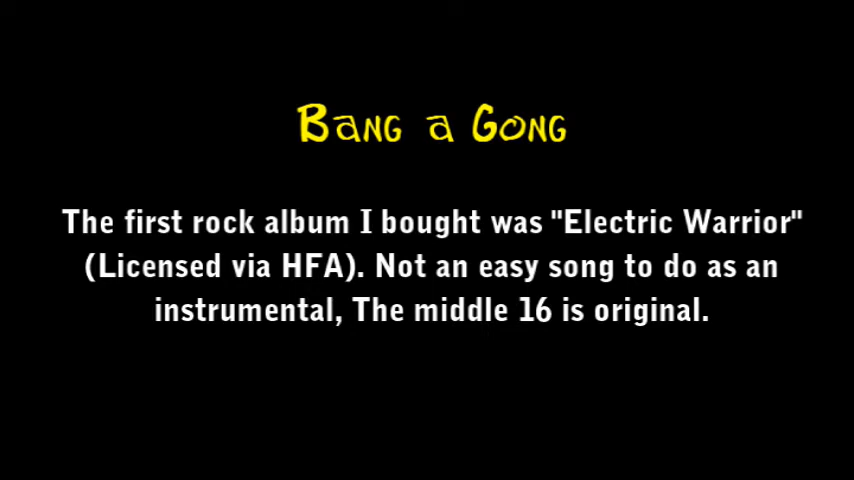 Bang a Gong
The first rock album I bought was "Electric Warrior"
(Licensed via HFA). Not an easy song to do as an
instrumental, The middle 16 is original.